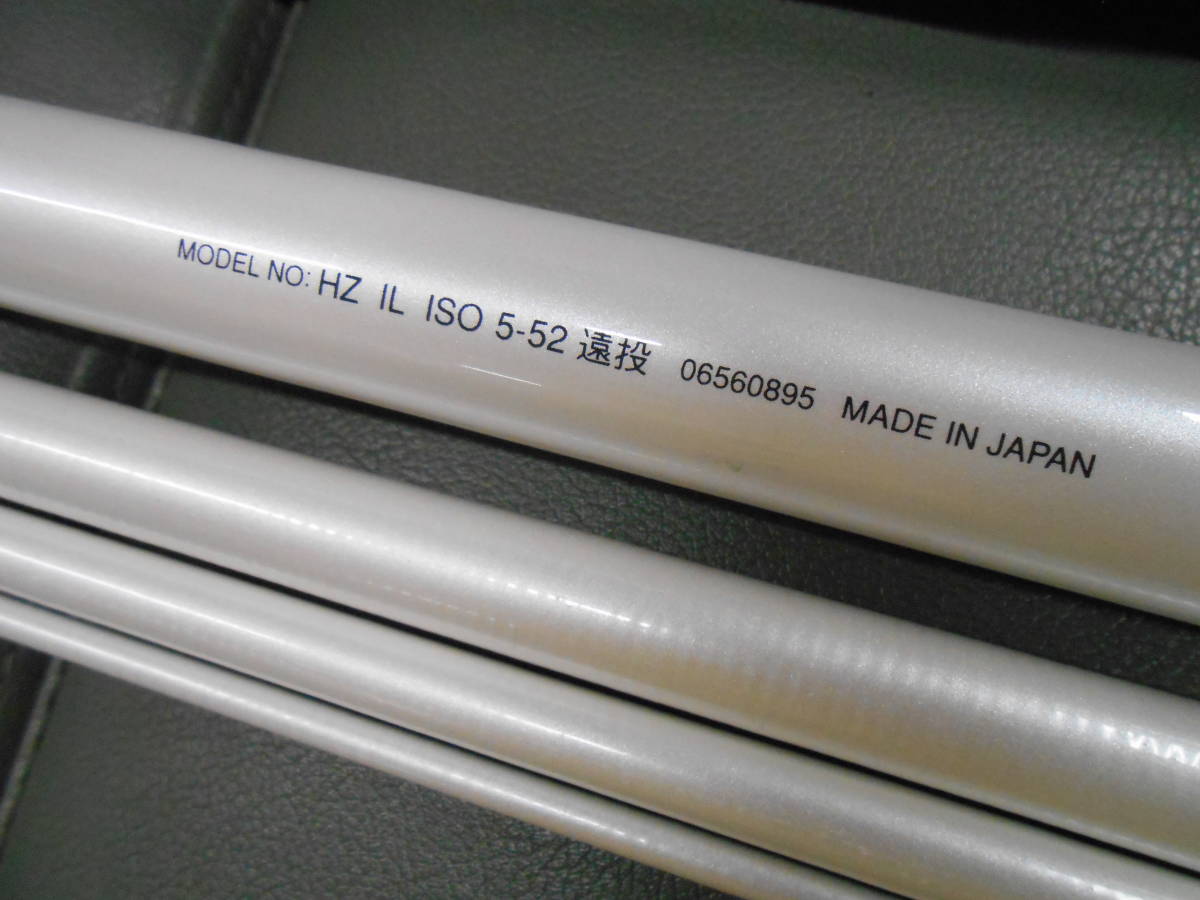 MODEL NO: HZ IL ISO 5-52 遠投 06560895 MADE IN JAPAN